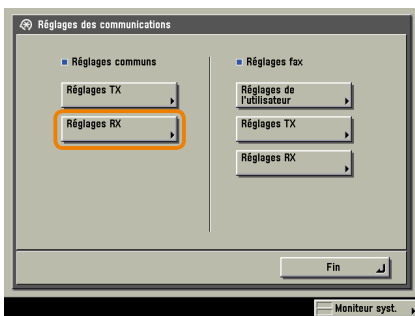 Réglages des communications
Réglages communs
Réglages TX
Réglages RX
Réglages fax
Réglages de
l'utilisateur
Réglages TX
Réglages RX
Fin
Moniteur syst.